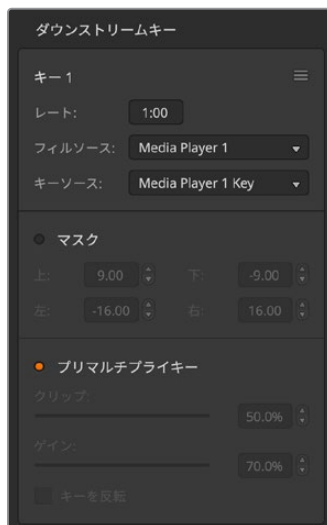 ダウンストリームキー
キー 1
レート: 1:00
フィルソース: Media Player 1
キーソース: Media Player 1 Key
マスク
上: 9.00 下: -9.00
左: -16.00 右: 16.00
プリマルチプライキー
クリップ:
50.0%
ゲイン:
70.0%
キーを反転